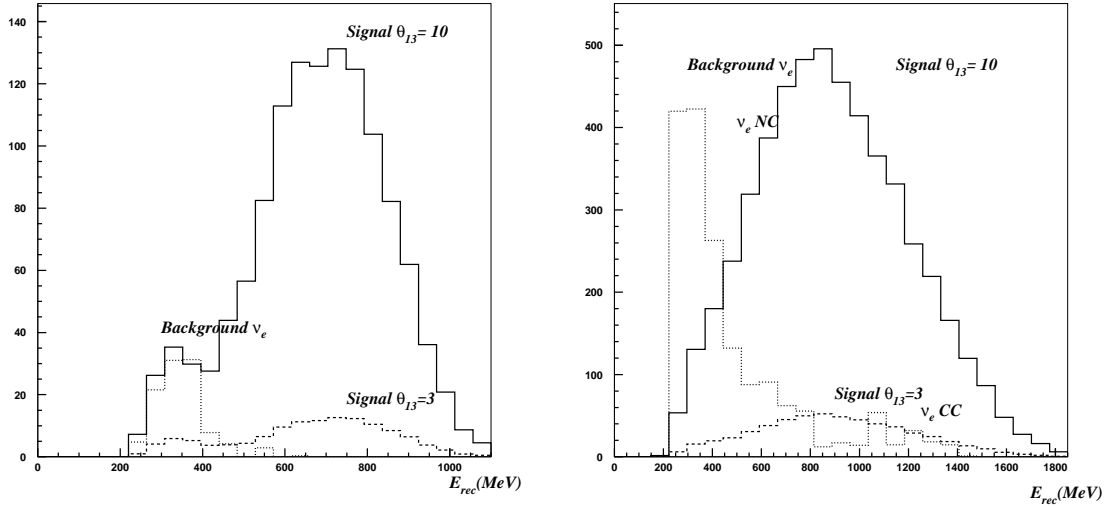 140
120
100
80
60
40
20
0
0 200 400 600 800 1000
Signal θ13= 10
Background νe
Signal θ13=3
Erec(MeV)
500
400
300
200
100
0
0 200 400 600 800 1000 1200 1400 1600 1800
Background νe
Signal θ13= 10
νe NC
Signal θ13=3
νe CC
Erec(MeV)